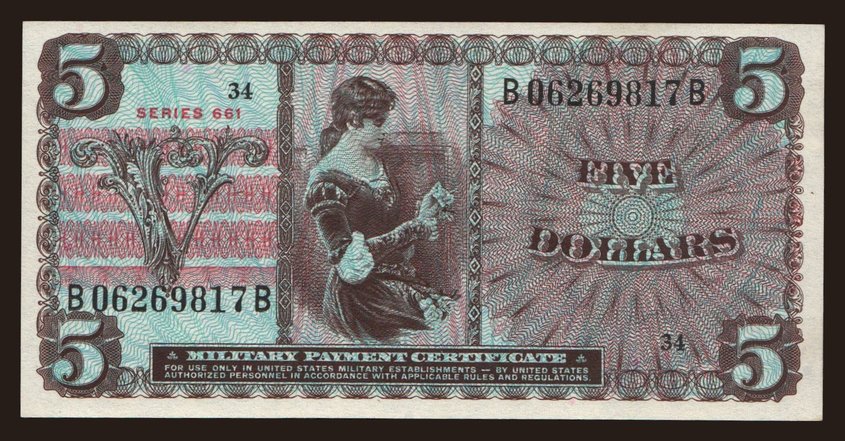 5 5
34
SERIES 661
B06269817B
V
FIVE
DOLLARS
B06269817B
34
5 5
MILITARY PAYMENT CERTIFICATE
FOR USE ONLY IN UNITED STATES MILITARY ESTABLISHMENTS — BY UNITED STATES
AUTHORIZED PERSONNEL IN ACCORDANCE WITH APPLICABLE RULES AND REGULATIONS.